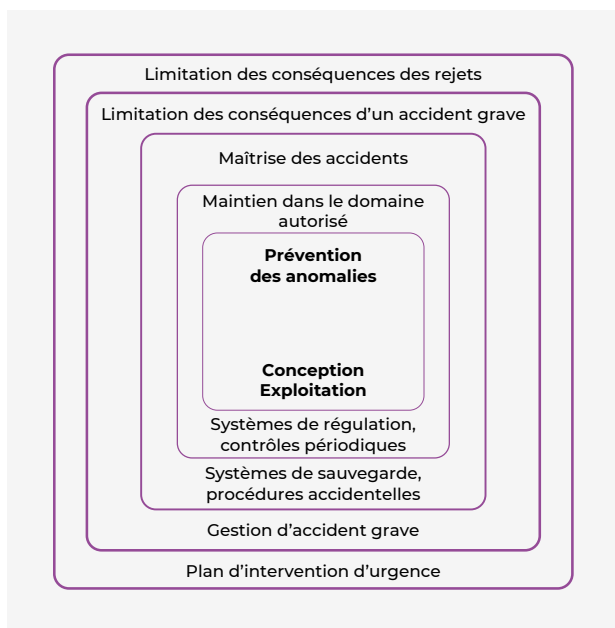 Limitation des conséquences des rejets
Limitation des conséquences d’un accident grave
Maîtrise des accidents
Maintien dans le domaine
autorisé
Prévention
des anomalies
Conception
Exploitation
Systèmes de régulation,
contrôles périodiques
Systèmes de sauvegarde,
procédures accidentelles
Gestion d’accident grave
Plan d’intervention d’urgence